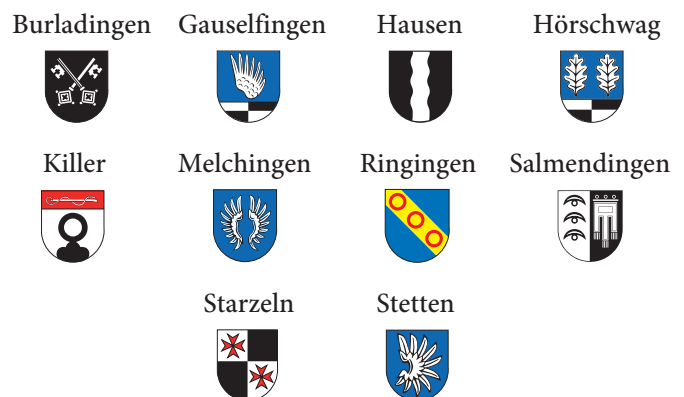 Burladingen Gauselfingen Hausen Hörschwag
Killer Melchingen Ringingen Salmendingen
Starzeln Stetten